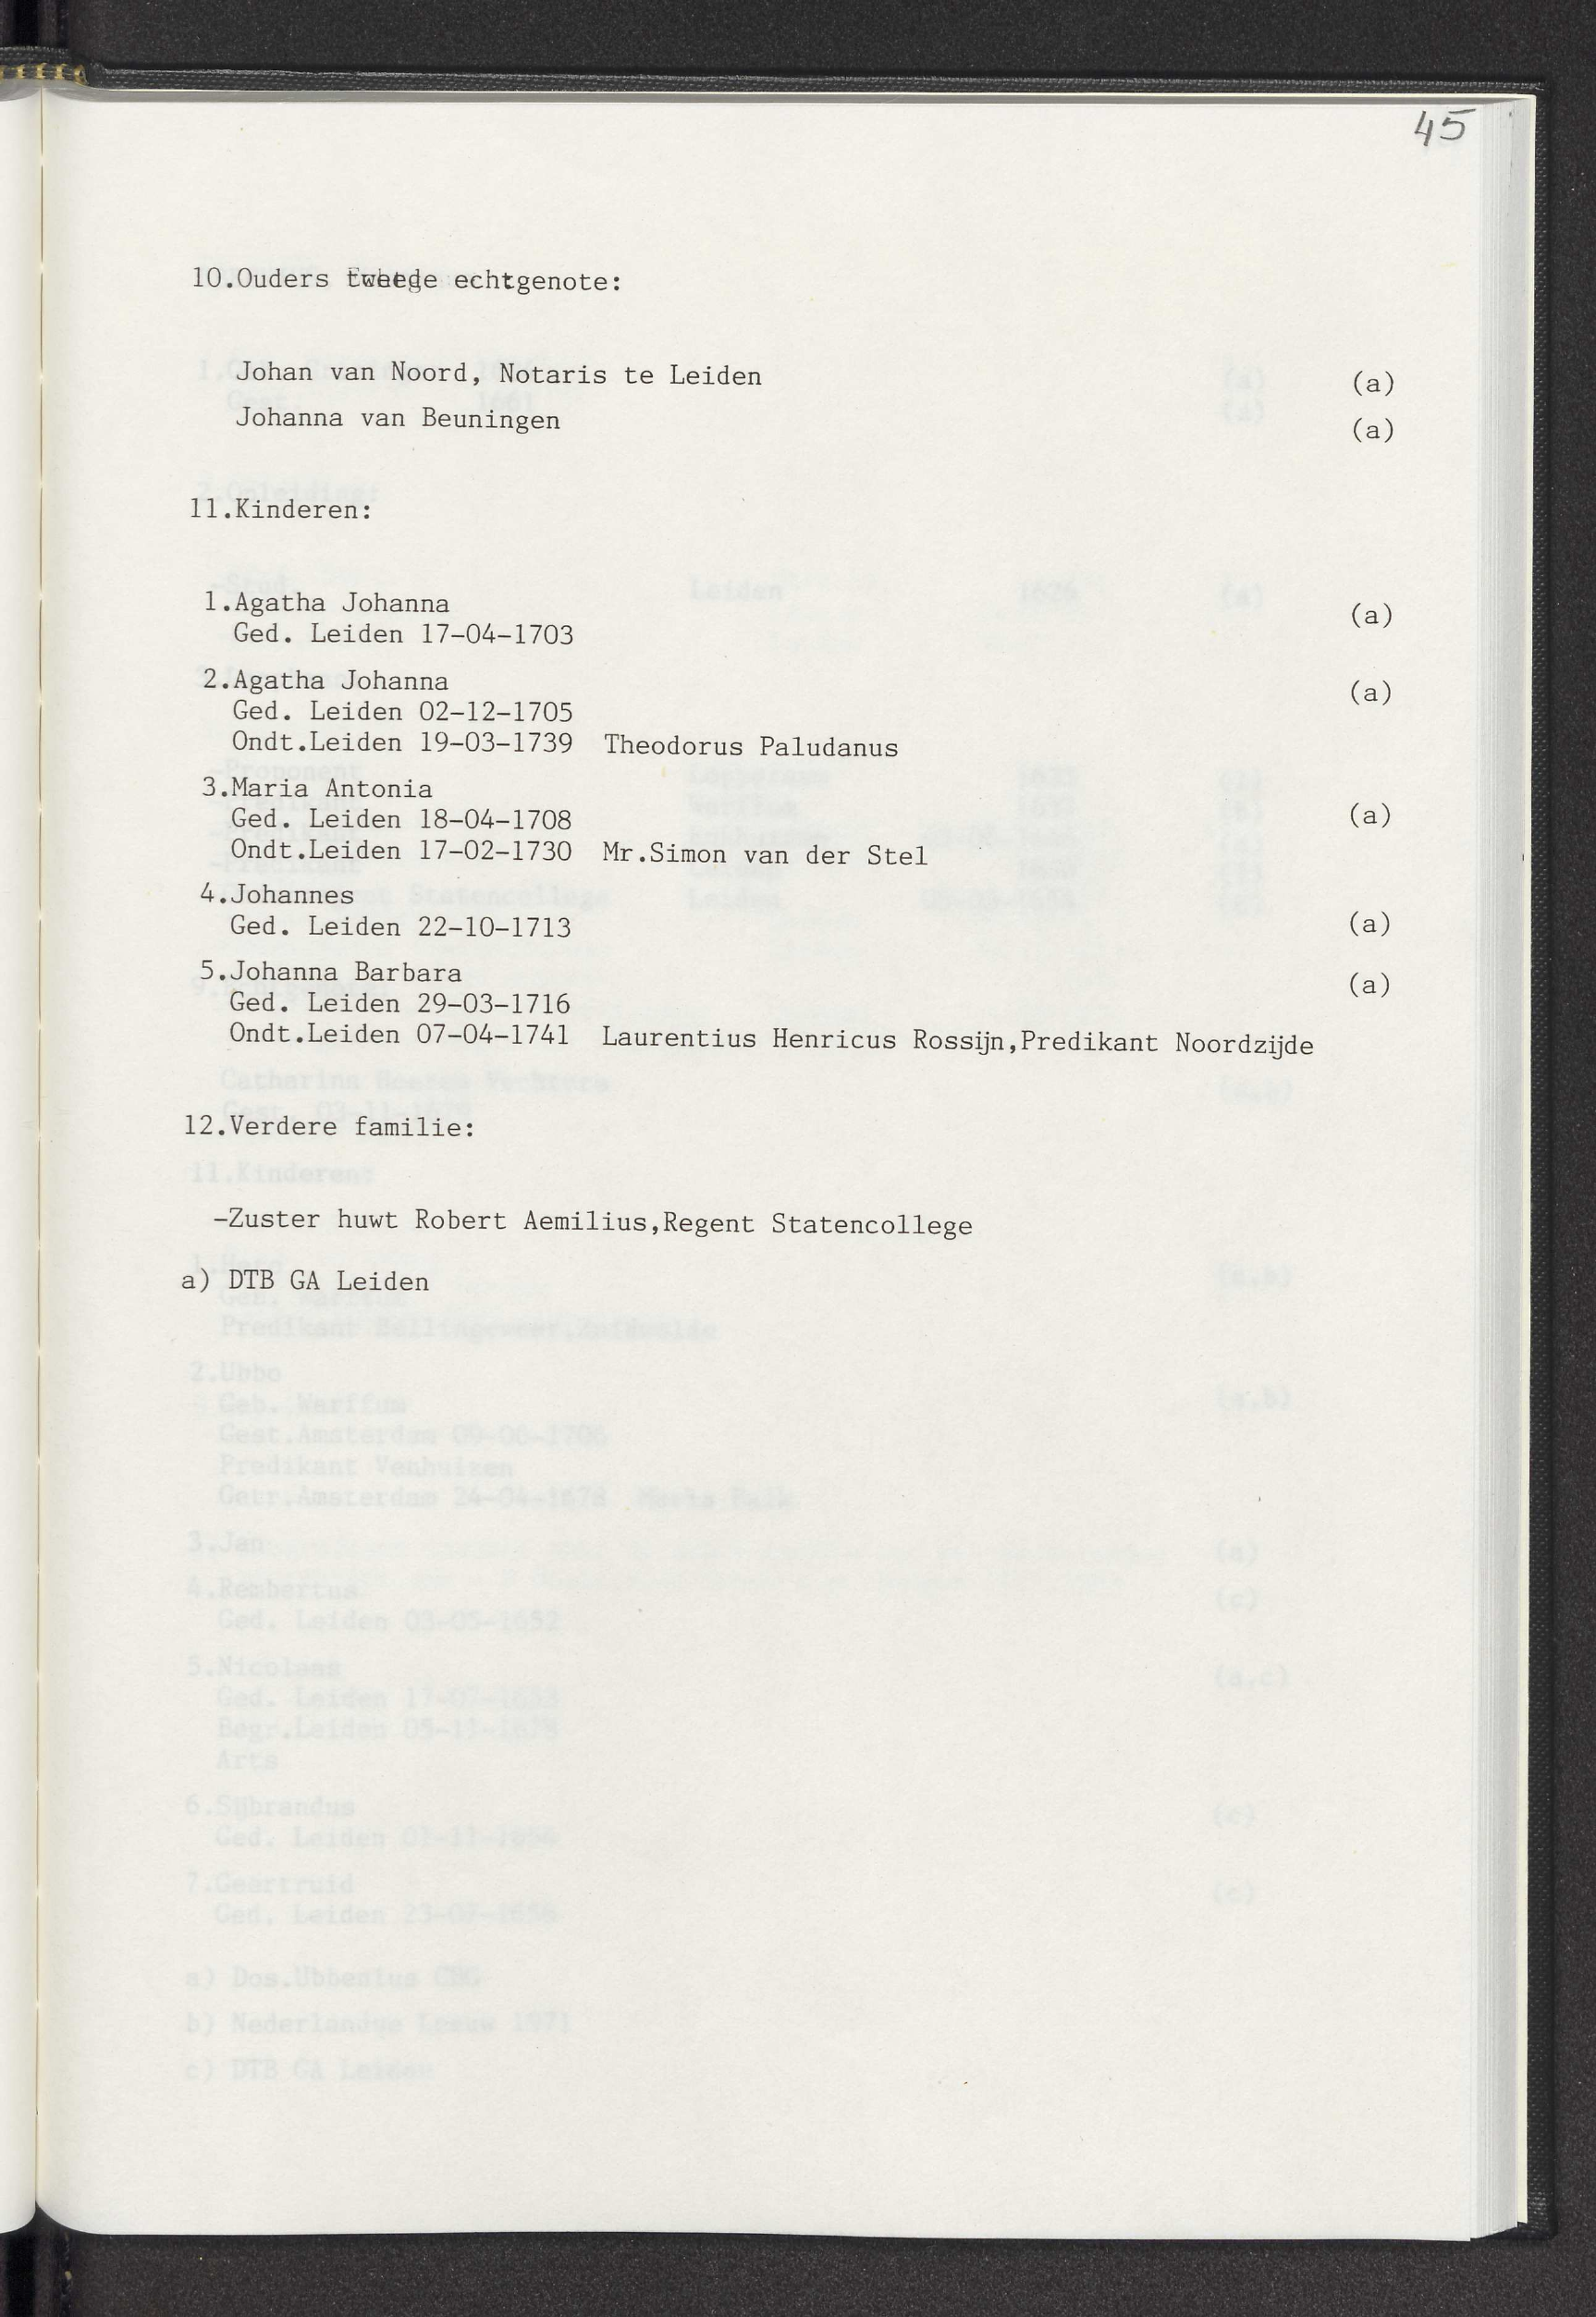 45
10.Ouders tweede echtgenote:
Johan van Noord, Notaris te Leiden (a)
Johanna van Beuningen (a)
11.Kinderen:
1.Agatha Johanna (a)
Ged. Leiden 17-04-1703
2.Agatha Johanna (a)
Ged. Leiden 02-12-1705
Ondt.Leiden 19-03-1739 Theodorus Paludanus
3.Maria Antonia
Ged. Leiden 18-04-1708 (a)
Ondt.Leiden 17-02-1730 Mr.Simon van der Stel
4.Johannes
Ged. Leiden 22-10-1713 (a)
5.Johanna Barbara (a)
Ged. Leiden 29-03-1716
Ondt.Leiden 07-04-1741 Laurentius Henricus Rossijn,Predikant Noordzijde
12.Verdere familie:
-Zuster huwt Robert Aemilius,Regent Statencollege
a) DTB GA Leiden